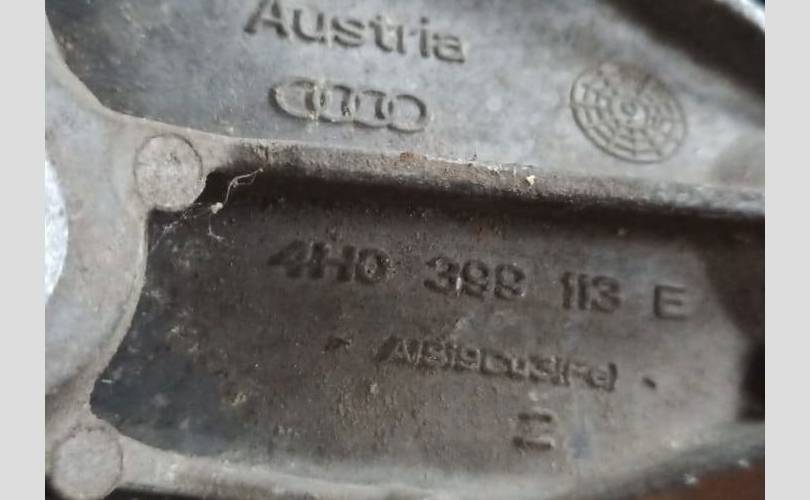 Austria
4H0 399 113 E
AlSi9Cu3(Fe)
2